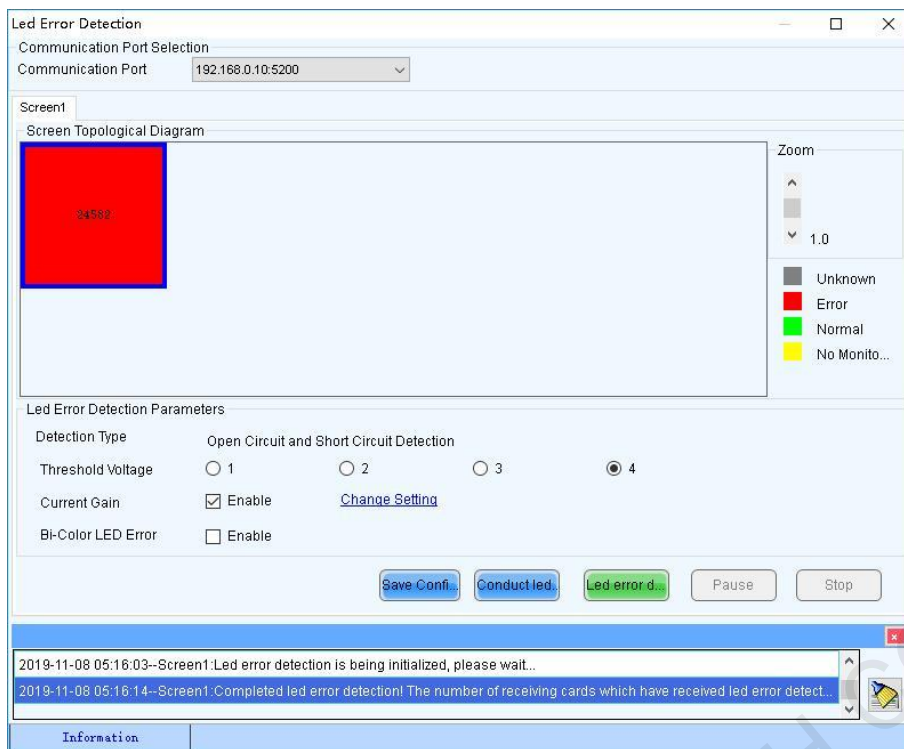 Led Error Detection
Communication Port Selection
Communication Port 192.168.0.10:5200
Screen1
Screen Topological Diagram
Zoom
24582
1.0
Unknown
Error
Normal
No Monito...
Led Error Detection Parameters
Detection Type Open Circuit and Short Circuit Detection
Threshold Voltage 1 2 3 4
Current Gain Enable Change Setting
Bi-Color LED Error Enable
Save Confi... Conduct led... Led error d... Pause Stop
2019-11-08 05:16:03--Screen1:Led error detection is being initialized, please wait...
2019-11-08 05:16:14--Screen1:Completed led error detection! The number of receiving cards which have received led error detect...
Information